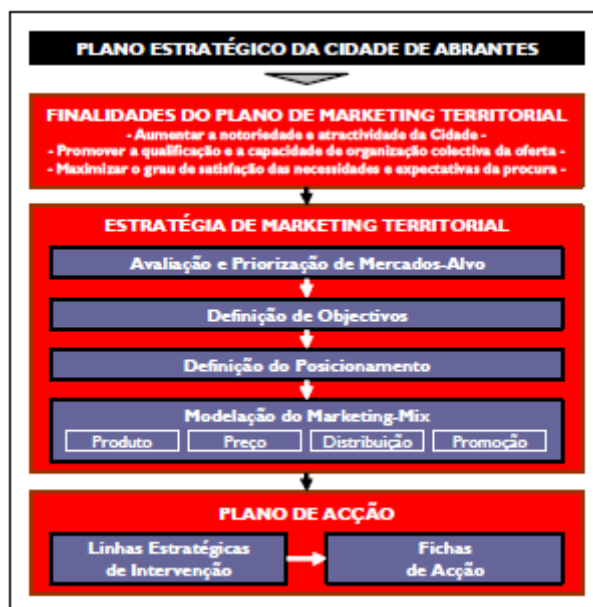 PLANO ESTRATÉGICO DA CIDADE DE ABRANTES
FINALIDADES DO PLANO DE MARKETING TERRITORIAL
- Aumentar a notoriedade e atractividade da Cidade -
- Promover a qualificação e a capacidade de organização colectiva da oferta -
- Maximizar o grau de satisfação das necessidades e expectativas da procura -
ESTRATÉGIA DE MARKETING TERRITORIAL
Avaliação e Priorização de Mercados-Alvo
Definição de Objectivos
Definição do Posicionamento
Modelação do Marketing-Mix
Produto Preço Distribuição Promoção
PLANO DE ACÇÃO
Linhas Estratégicas
de Intervenção
Fichas
de Acção